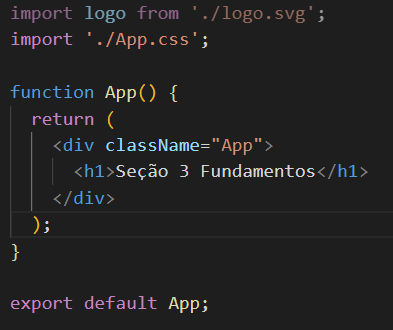 import logo from './logo.svg';
import './App.css';

function App() {
  return (
    <div className="App">
      <h1>Seção 3 Fundamentos</h1>
    </div>
  );
}

export default App;